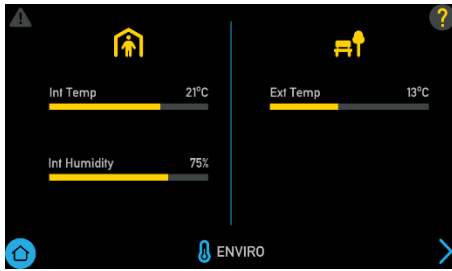 ?
Int Temp 21°C
Ext Temp 13°C
Int Humidity 75%
ENVIRO